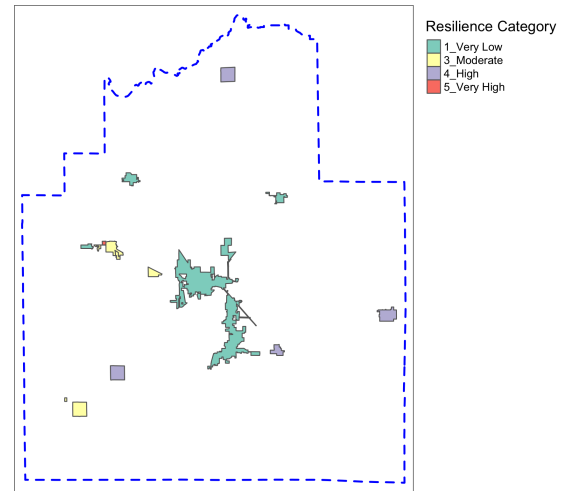 Resilience Category
1_Very Low
3_Moderate
4_High
5_Very High